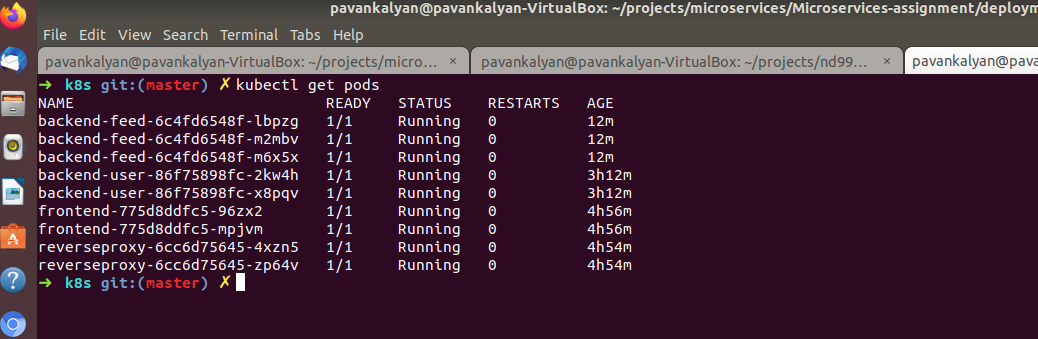 pavankalyan@pavankalyan-VirtualBox: ~/projects/microservices/Microservices-assignment/deploym
File Edit View Search Terminal Tabs Help
pavankalyan@pavankalyan-VirtualBox: ~/projects/micro... × pavankalyan@pavankalyan-VirtualBox: ~/projects/nd99... × pavankalyan@pava
➜ k8s git:(master) ✗ kubectl get pods
NAME READY STATUS RESTARTS AGE
backend-feed-6c4fd6548f-lbpzg 1/1 Running 0 12m
backend-feed-6c4fd6548f-m2mbv 1/1 Running 0 12m
backend-feed-6c4fd6548f-m6x5x 1/1 Running 0 12m
backend-user-86f75898fc-2kw4h 1/1 Running 0 3h12m
backend-user-86f75898fc-x8pqv 1/1 Running 0 3h12m
frontend-775d8ddfc5-96zx2 1/1 Running 0 4h56m
frontend-775d8ddfc5-mpjvm 1/1 Running 0 4h56m
reverseproxy-6cc6d75645-4xzn5 1/1 Running 0 4h54m
reverseproxy-6cc6d75645-zp64v 1/1 Running 0 4h54m
➜ k8s git:(master) ✗